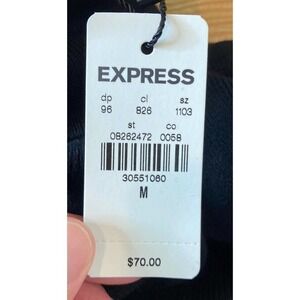 EXPRESS
dp cl sz
96 826 1103
st co
08262472 0058
30551060
M
$70.00